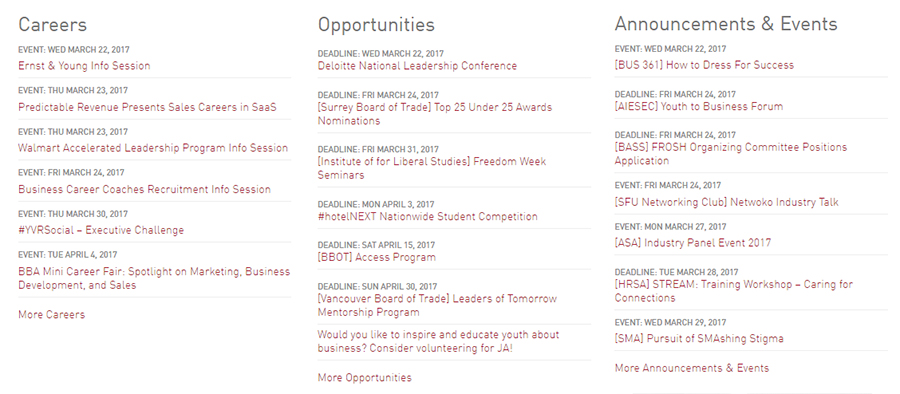 Careers
EVENT: WED MARCH 22, 2017
Ernst & Young Info Session
EVENT: THU MARCH 23, 2017
Predictable Revenue Presents Sales Careers in SaaS
EVENT: THU MARCH 23, 2017
Walmart Accelerated Leadership Program Info Session
EVENT: FRI MARCH 24, 2017
Business Career Coaches Recruitment Info Session
EVENT: THU MARCH 30, 2017
#YVRSocial – Executive Challenge
EVENT: TUE APRIL 4, 2017
BBA Mini Career Fair: Spotlight on Marketing, Business
Development, and Sales
More Careers
Opportunities
DEADLINE: WED MARCH 22, 2017
Deloitte National Leadership Conference
DEADLINE: FRI MARCH 24, 2017
[Surrey Board of Trade] Top 25 Under 25 Awards
Nominations
DEADLINE: FRI MARCH 31, 2017
[Institute of for Liberal Studies] Freedom Week
Seminars
DEADLINE: MON APRIL 3, 2017
#hotelNEXT Nationwide Student Competition
DEADLINE: SAT APRIL 15, 2017
[BBOT] Access Program
DEADLINE: SUN APRIL 30, 2017
[Vancouver Board of Trade] Leaders of Tomorrow
Mentorship Program
Would you like to inspire and educate youth about
business? Consider volunteering for JA!
More Opportunities
Announcements & Events
EVENT: WED MARCH 22, 2017
[BUS 361] How to Dress For Success
DEADLINE: FRI MARCH 24, 2017
[AIESEC] Youth to Business Forum
DEADLINE: FRI MARCH 24, 2017
[BASS] FROSH Organizing Committee Positions
Application
EVENT: FRI MARCH 24, 2017
[SFU Networking Club] Netwoko Industry Talk
EVENT: MON MARCH 27, 2017
[ASA] Industry Panel Event 2017
DEADLINE: TUE MARCH 28, 2017
[HRSA] STREAM: Training Workshop – Caring for
Connections
EVENT: WED MARCH 29, 2017
[SMA] Pursuit of SMAshing Stigma
More Announcements & Events